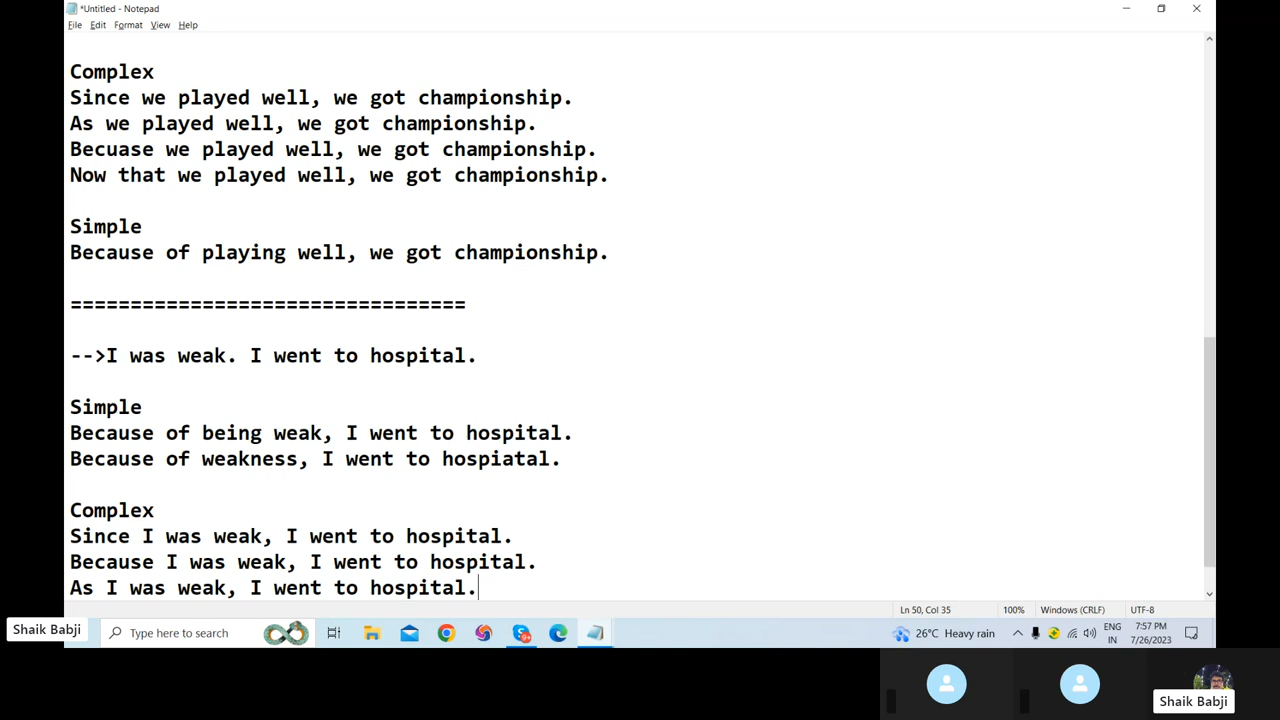 *Untitled - Notepad
File Edit Format View Help
Complex
Since we played well, we got championship.
As we played well, we got championship.
Becuase we played well, we got championship.
Now that we played well, we got championship.
Simple
Because of playing well, we got championship.
=================================
-->I was weak. I went to hospital.
Simple
Because of being weak, I went to hospital.
Because of weakness, I went to hospiatal.
Complex
Since I was weak, I went to hospital.
Because I was weak, I went to hospital.
As I was weak, I went to hospital.
Ln 50, Col 35 100% Windows (CRLF) UTF-8
Shaik Babji
Type here to search
26°C Heavy rain
ENG
IN
7:57 PM
7/26/2023
Shaik Babji